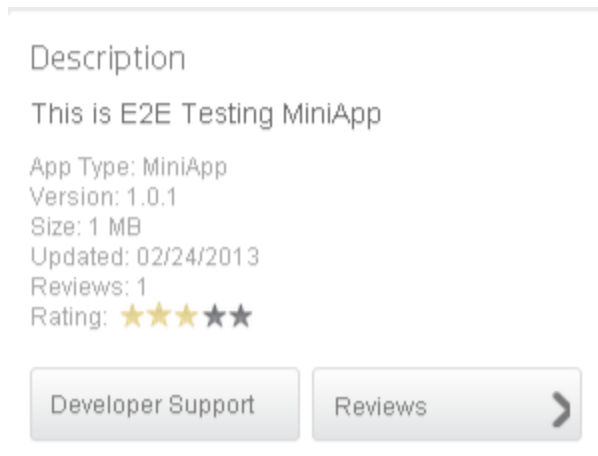 Description
This is E2E Testing MiniApp
App Type: MiniApp
Version: 1.0.1
Size: 1 MB
Updated: 02/24/2013
Reviews: 1
Rating:
Developer Support
Reviews